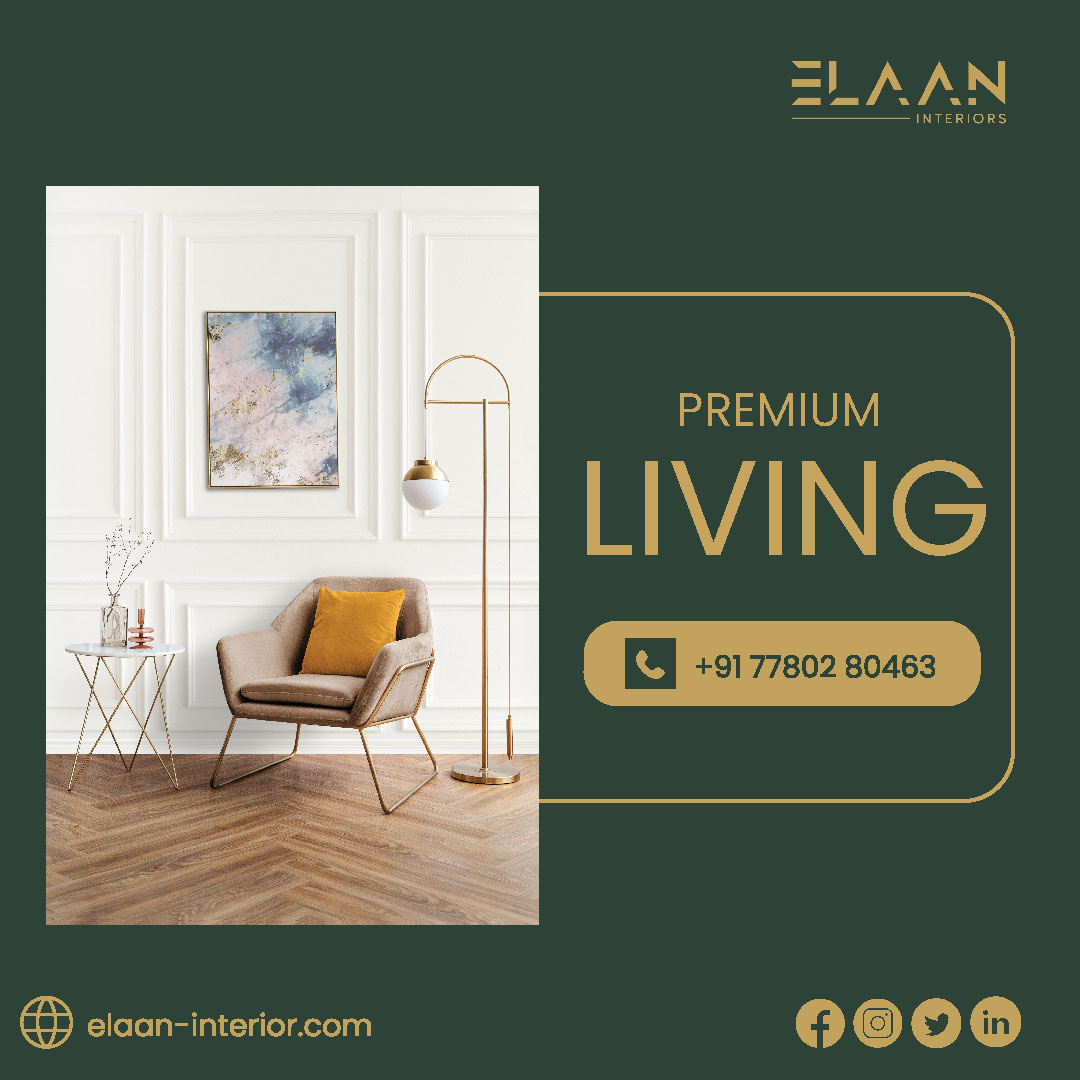 ELAAN
INTERIORS
PREMIUM
LIVING
+91 77802 80463
elaan-interior.com